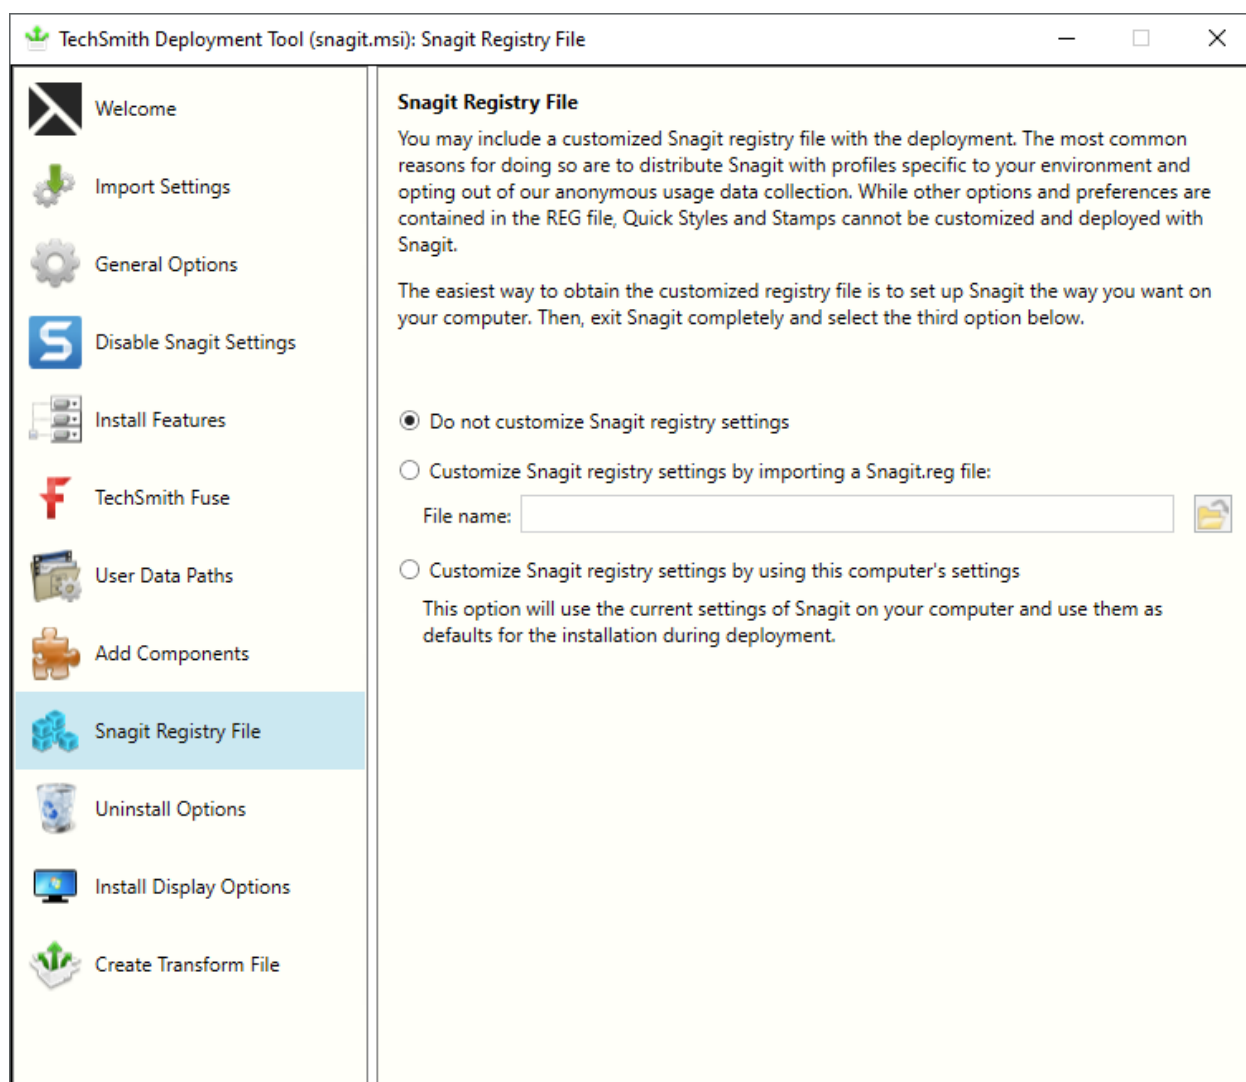 TechSmith Deployment Tool (snagit.msi): Snagit Registry File
Welcome
Import Settings
General Options
Disable Snagit Settings
Install Features
TechSmith Fuse
User Data Paths
Add Components
Snagit Registry File
Uninstall Options
Install Display Options
Create Transform File
Snagit Registry File
You may include a customized Snagit registry file with the deployment. The most common
reasons for doing so are to distribute Snagit with profiles specific to your environment and
opting out of our anonymous usage data collection. While other options and preferences are
contained in the REG file, Quick Styles and Stamps cannot be customized and deployed with
Snagit.
The easiest way to obtain the customized registry file is to set up Snagit the way you want on
your computer. Then, exit Snagit completely and select the third option below.
Do not customize Snagit registry settings
Customize Snagit registry settings by importing a Snagit.reg file:
File name:
Customize Snagit registry settings by using this computer's settings
This option will use the current settings of Snagit on your computer and use them as
defaults for the installation during deployment.